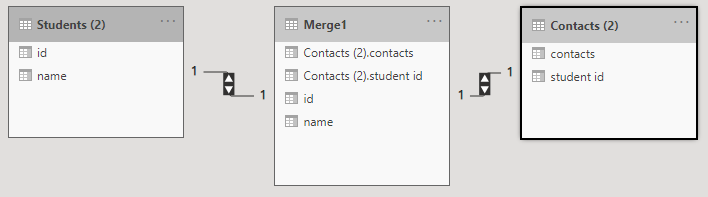 Students (2)
id
name
1
1
Merge1
Contacts (2).contacts
Contacts (2).student id
id
name
1
1
Contacts (2)
contacts
student id